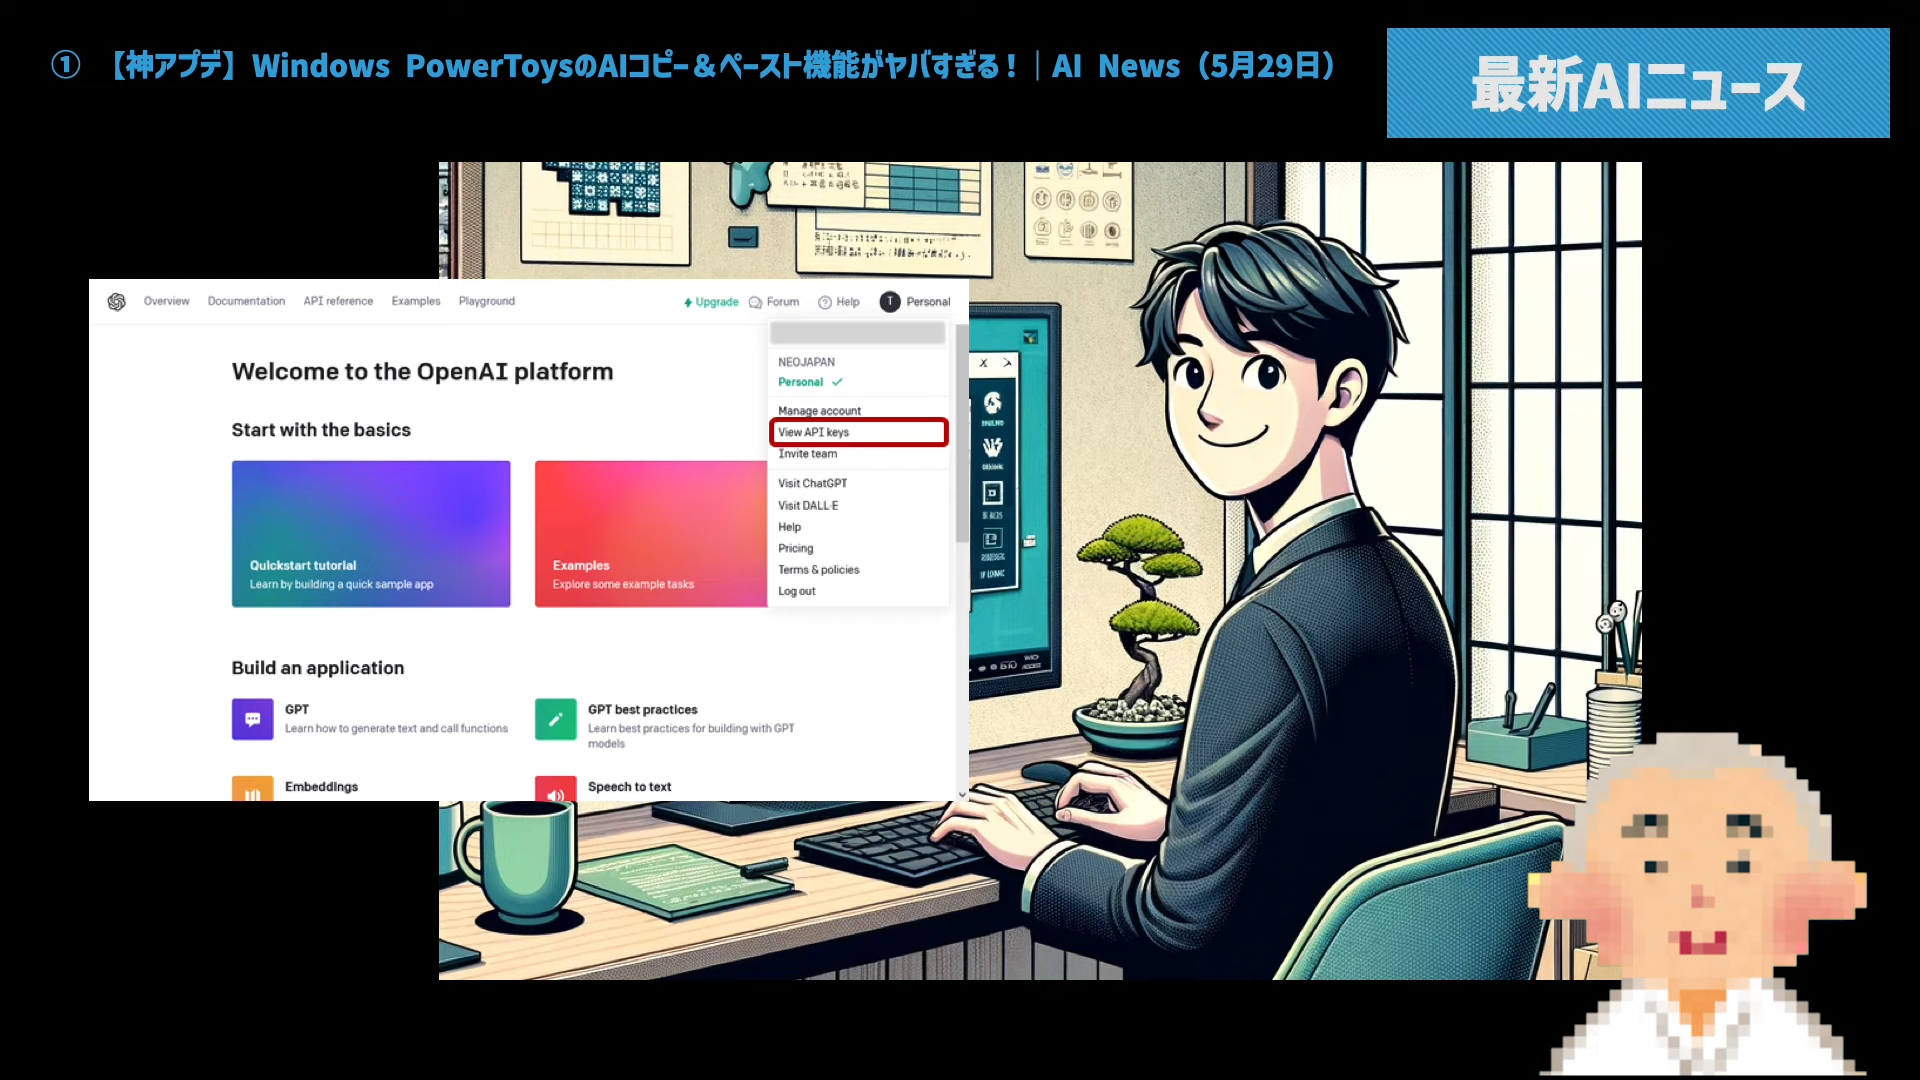 ① 【神アプデ】Windows PowerToysのAIコピー＆ペースト機能がヤバすぎる！｜AI News（5月29日）
最新AIニュース
Overview Documentation API reference Examples Playground Upgrade Forum Help T Personal
NEOJAPAN
Personal
Manage account
View API keys
Invite team
Visit ChatGPT
Visit DALL·E
Help
Pricing
Terms & policies
Log out
Welcome to the OpenAI platform
Start with the basics
Quickstart tutorial
Learn by building a quick sample app
Examples
Explore some example tasks
Build an application
GPT
Learn how to generate text and call functions
GPT best practices
Learn best practices for building with GPT
models
Embeddings
Speech to text